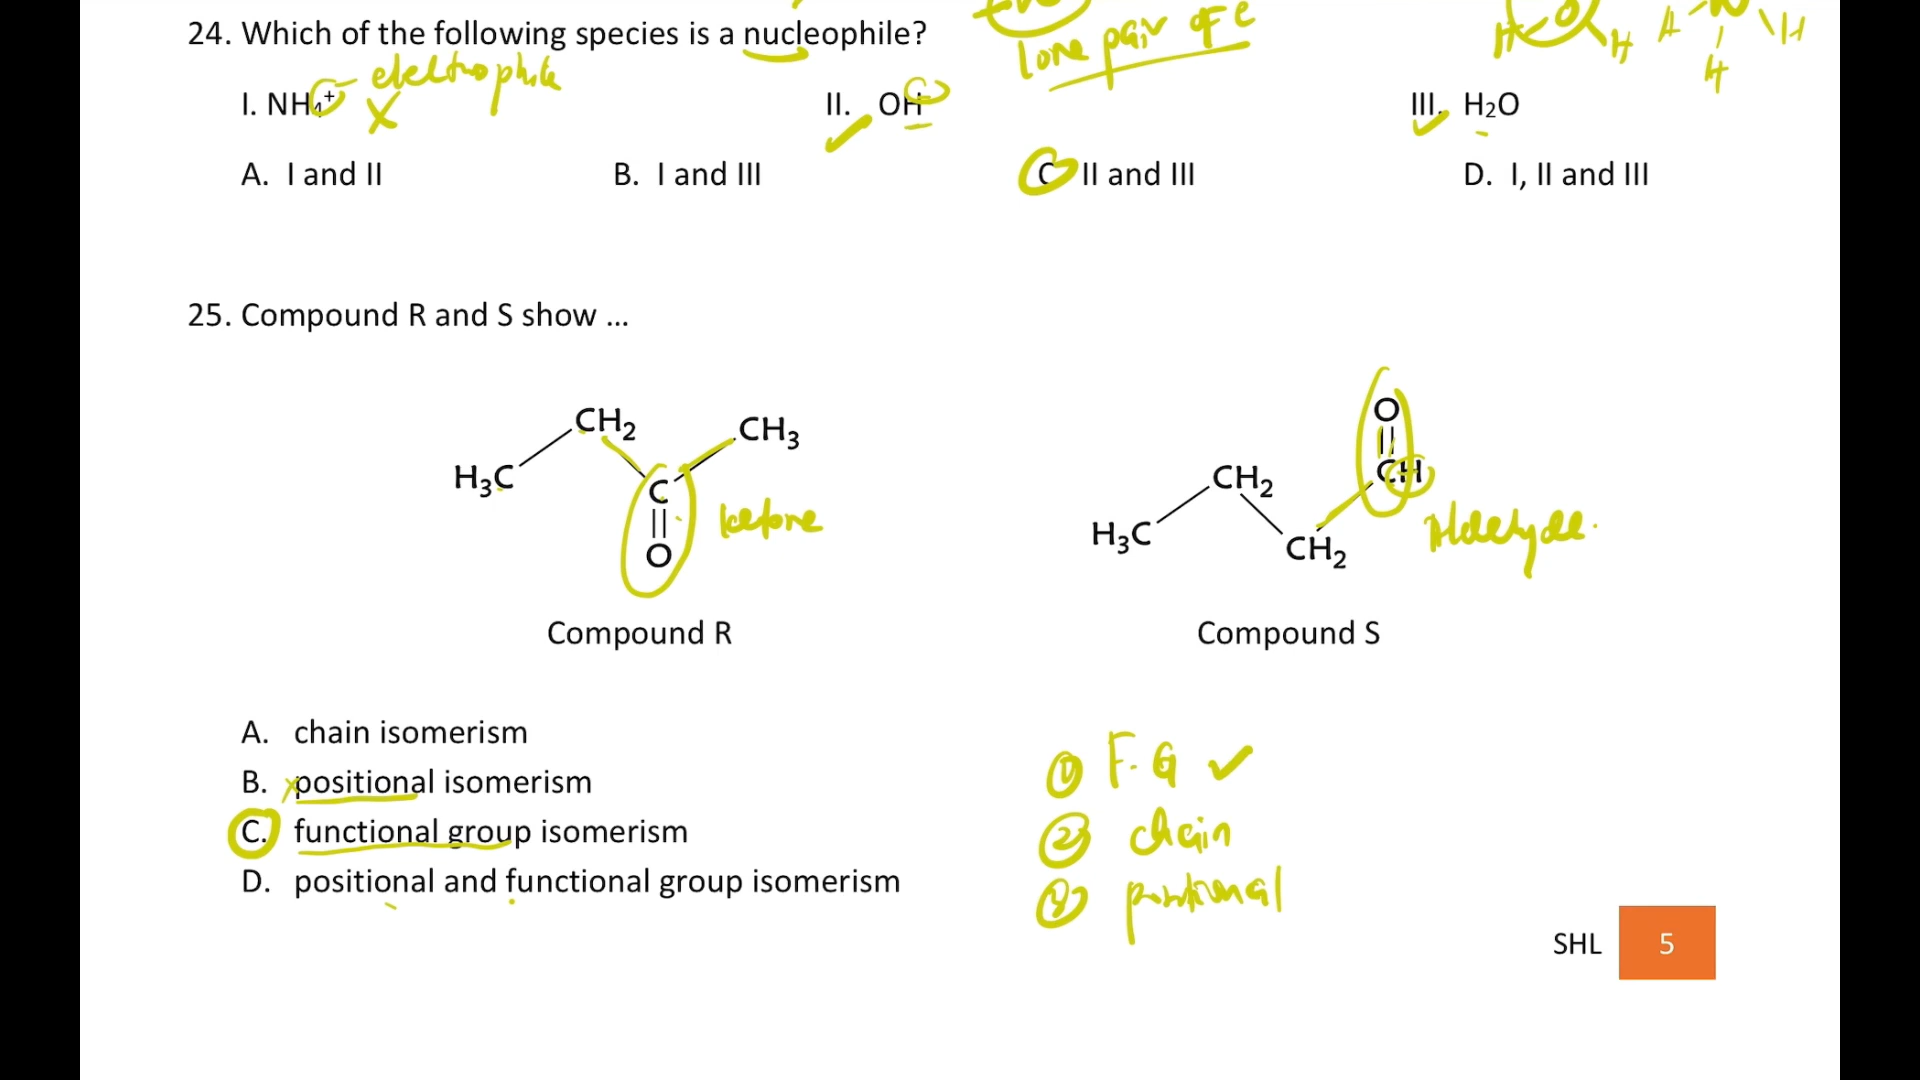 24. Which of the following species is a nucleophile?
lone pair of e
H H H H H
electrophile
I. NH₄⁺ X II. OH⁻ III. H₂O
A. I and II B. I and III C II and III D. I, II and III
25. Compound R and S show ...
CH₂ CH₃ H₃C C O ketone
O CH CH₂ H₃C CH₂ Aldehyde.
Compound R Compound S
A. chain isomerism
B. positional isomerism
C. functional group isomerism
D. positional and functional group isomerism
① F.G ✓
② chain
③ positional
SHL 5